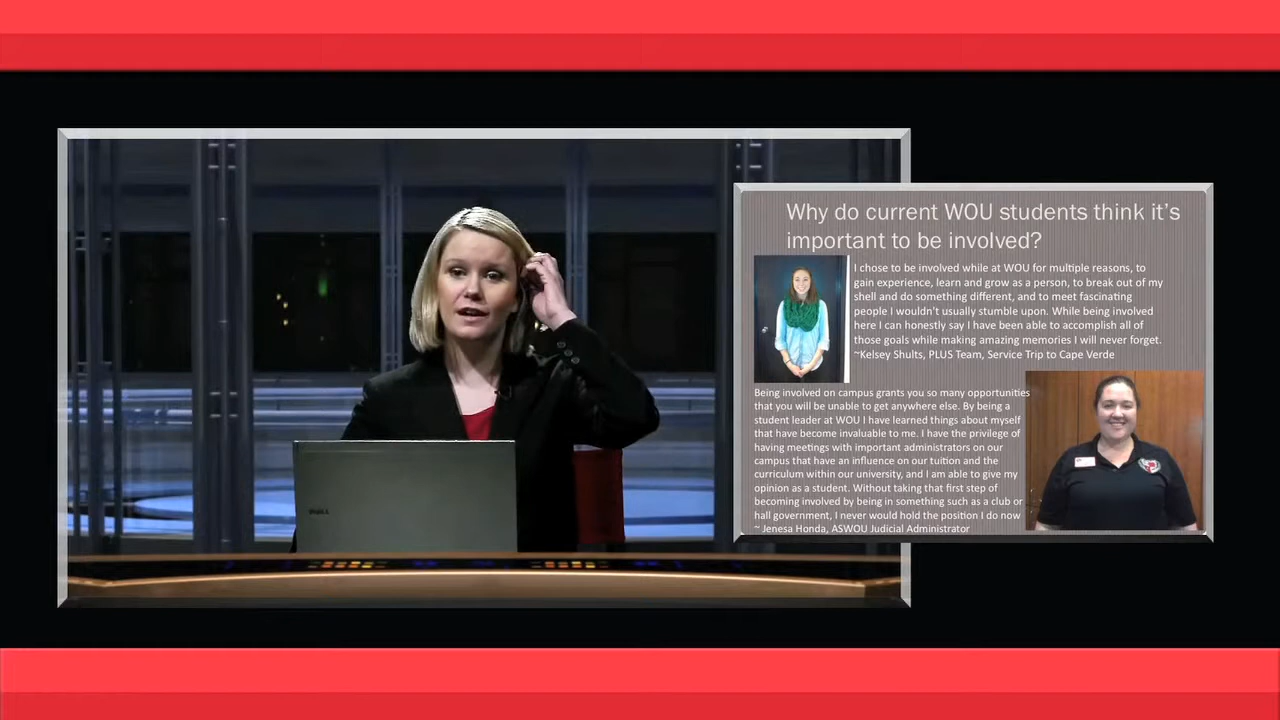 Why do current WOU students think it's
important to be involved?
I chose to be involved while at WOU for multiple reasons, to
gain experience, learn and grow as a person, to break out of my
shell and do something different, and to meet fascinating
people I wouldn't usually stumble upon. While being involved
here I can honestly say I have been able to accomplish all of
those goals while making amazing memories I will never forget.
~Kelsey Shults, PLUS Team, Service Trip to Cape Verde
Being involved on campus grants you so many opportunities
that you will be unable to get anywhere else. By being a
student leader at WOU I have learned things about myself
that have become invaluable to me. I have the privilege of
having meetings with important administrators on our
campus that have an influence on our tuition and the
curriculum within our university, and I am able to give my
opinion as a student. Without taking that first step of
becoming involved by being in something such as a club or
hall government, I never would hold the position I do now
~ Jenesa Honda, ASWOU Judicial Administrator
DELL